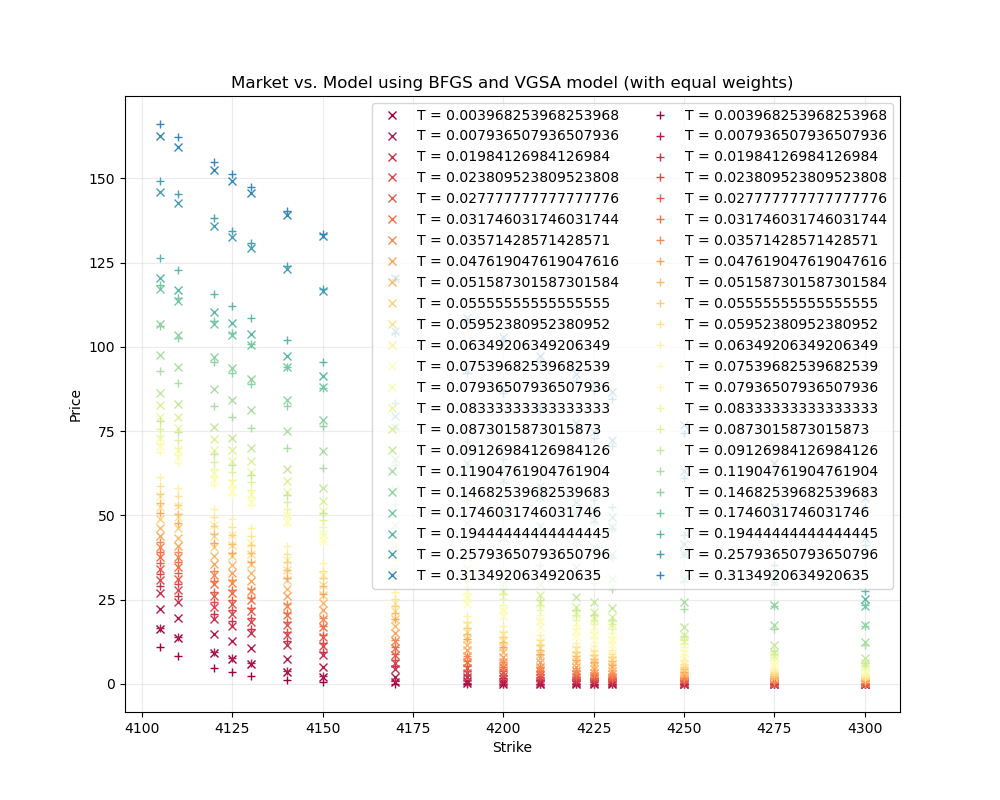 Market vs. Model using BFGS and VGSA model (with equal weights)
T = 0.003968253968253968 T = 0.003968253968253968
T = 0.007936507936507936 T = 0.007936507936507936
T = 0.01984126984126984 T = 0.01984126984126984
T = 0.023809523809523808 T = 0.023809523809523808
T = 0.027777777777777776 T = 0.027777777777777776
T = 0.031746031746031744 T = 0.031746031746031744
T = 0.03571428571428571 T = 0.03571428571428571
T = 0.047619047619047616 T = 0.047619047619047616
T = 0.051587301587301584 T = 0.051587301587301584
T = 0.05555555555555555 T = 0.05555555555555555
T = 0.05952380952380952 T = 0.05952380952380952
T = 0.06349206349206349 T = 0.06349206349206349
T = 0.07539682539682539 T = 0.07539682539682539
T = 0.07936507936507936 T = 0.07936507936507936
T = 0.08333333333333333 T = 0.08333333333333333
T = 0.0873015873015873 T = 0.0873015873015873
T = 0.09126984126984126 T = 0.09126984126984126
T = 0.11904761904761904 T = 0.11904761904761904
T = 0.14682539682539683 T = 0.14682539682539683
T = 0.1746031746031746 T = 0.1746031746031746
T = 0.19444444444444445 T = 0.19444444444444445
T = 0.25793650793650796 T = 0.25793650793650796
T = 0.3134920634920635 T = 0.3134920634920635
150
125
100
75
50
25
0
Price
4100 4125 4150 4175 4200 4225 4250 4275 4300
Strike